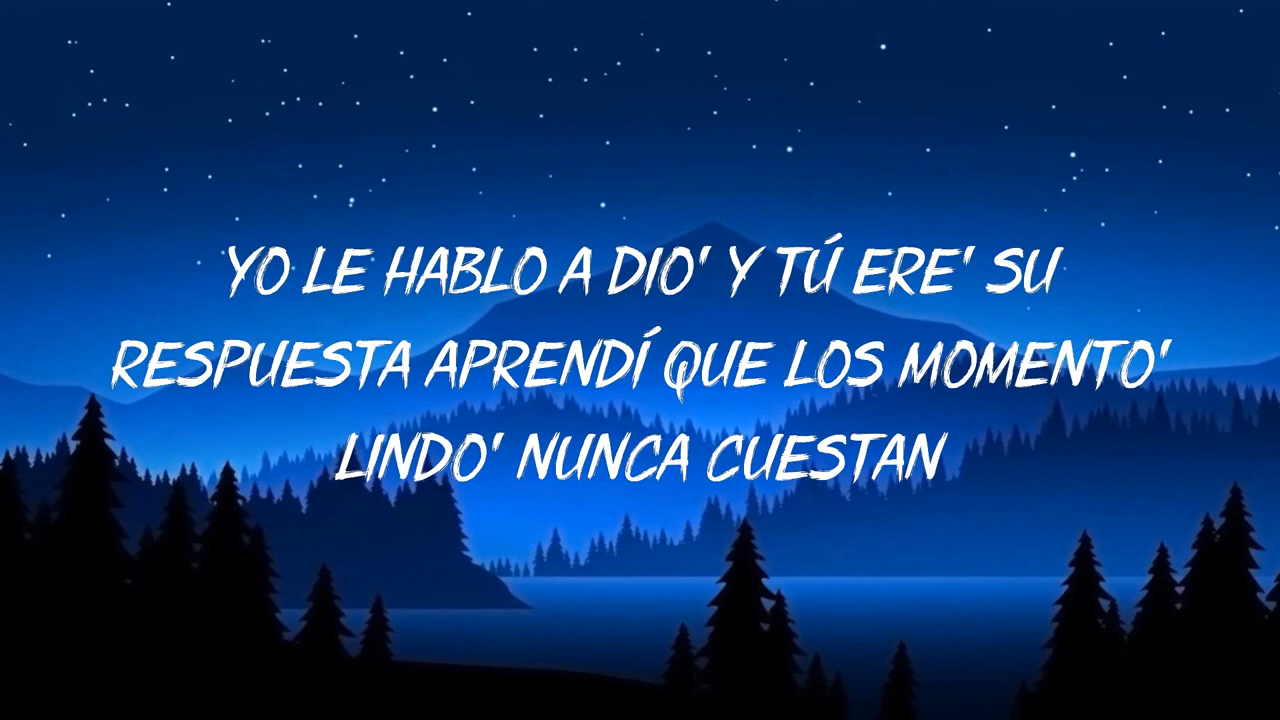 YO LE HABLO A DIO' Y TÚ ERE' SU
RESPUESTA APRENDÍ QUE LOS MOMENTO'
LINDO' NUNCA CUESTAN